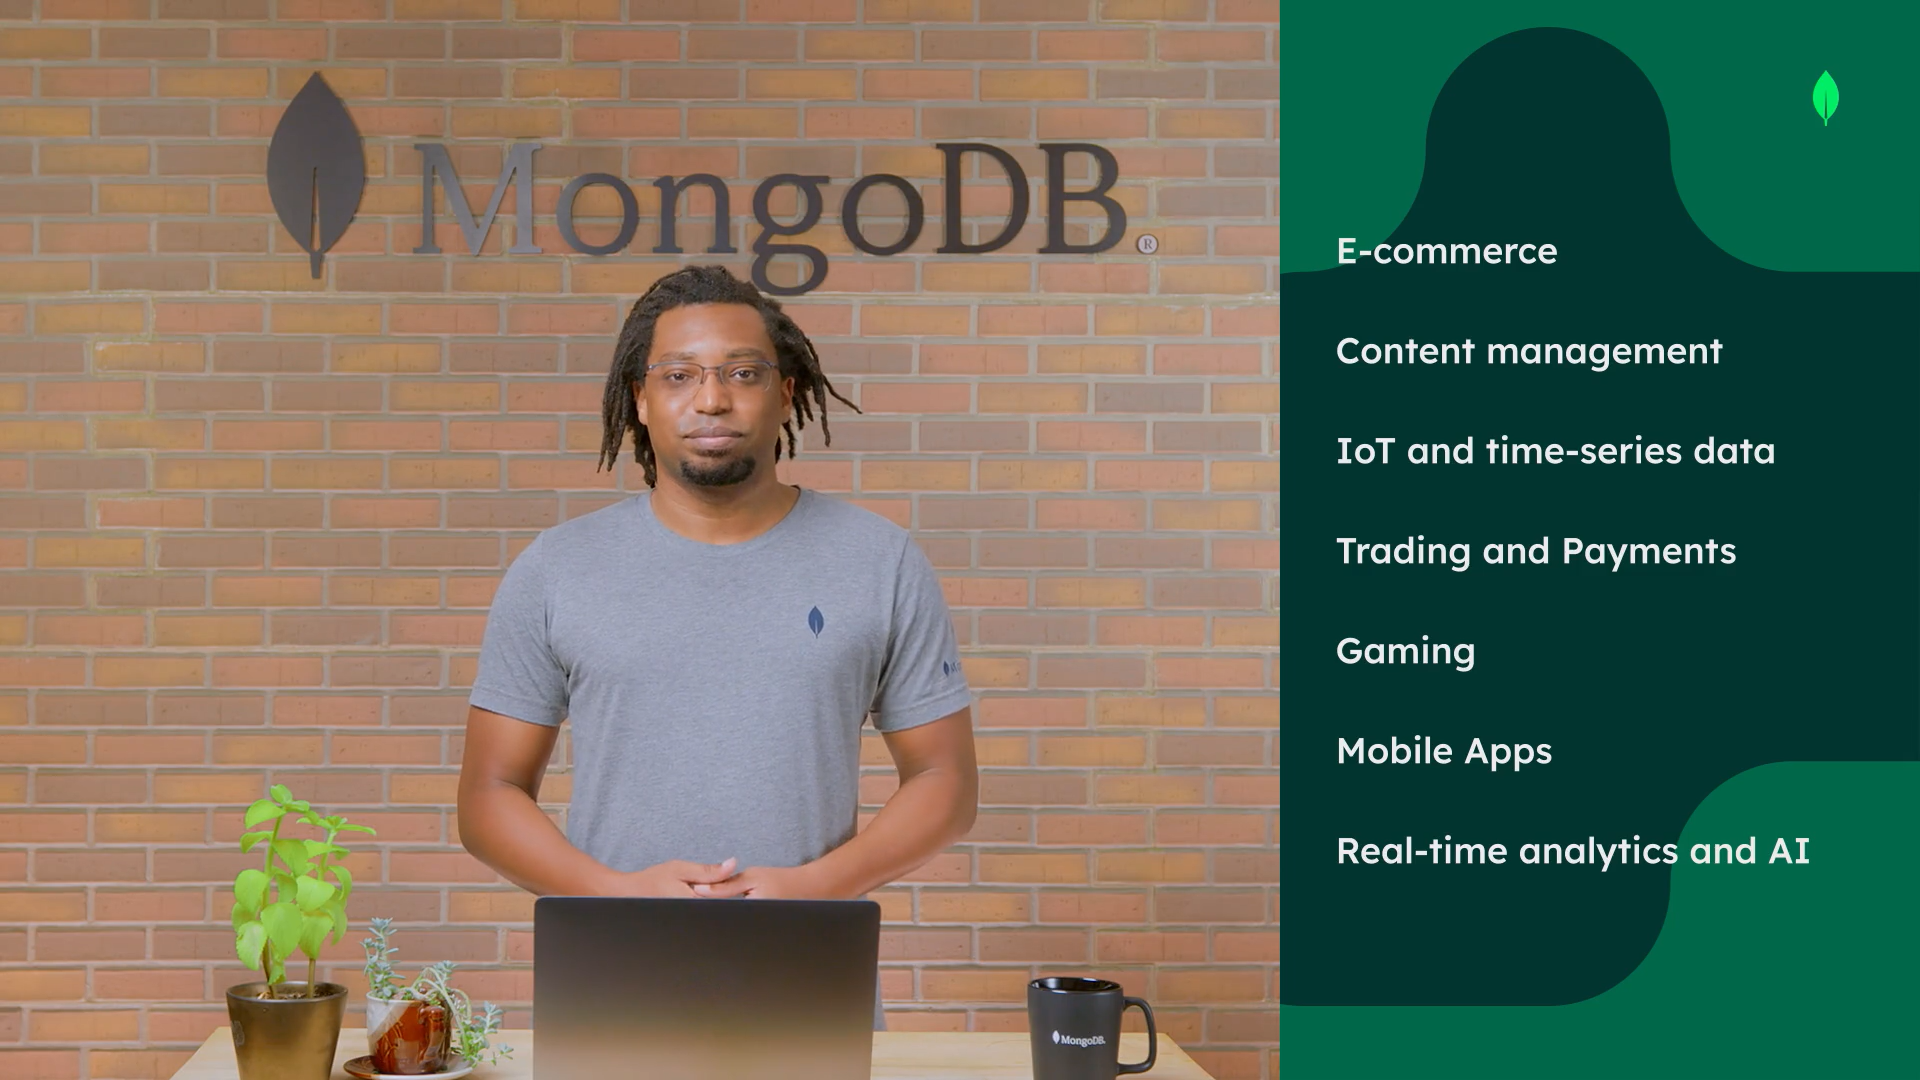 MongoDB.®
E-commerce
Content management
IoT and time-series data
Trading and Payments
Gaming
Mobile Apps
Real-time analytics and AI
MongoDB.